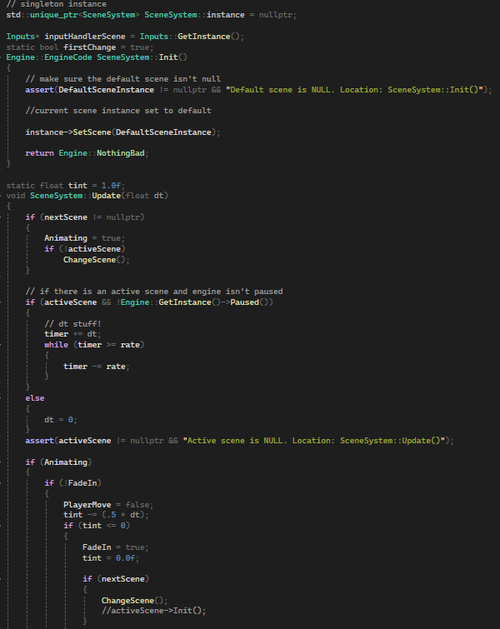 // singleton instance
std::unique_ptr<SceneSystem> SceneSystem::instance = nullptr;
Inputs* inputHandlerScene = Inputs::GetInstance();
static bool firstChange = true;
Engine::EngineCode SceneSystem::Init()
{
// make sure the default scene isn't null
assert(DefaultSceneInstance != nullptr && "Default scene is NULL. Location: SceneSystem::Init()");
//current scene instance set to default
instance->SetScene(DefaultSceneInstance);
return Engine::NothingBad;
}
static float tint = 1.0f;
void SceneSystem::Update(float dt)
{
if (nextScene != nullptr)
{
Animating = true;
if (!activeScene)
ChangeScene();
}
// if there is an active scene and engine isn't paused
if (activeScene && !Engine::GetInstance()->Paused())
{
// dt stuff!
timer += dt;
while (timer >= rate)
{
timer -= rate;
}
}
else
{
dt = 0;
}
assert(activeScene != nullptr && "Active scene is NULL. Location: SceneSystem::Update()");
if (Animating)
{
if (!FadeIn)
{
PlayerMove = false;
tint -= (.5 * dt);
if (tint <= 0)
{
FadeIn = true;
tint = 0.0f;
if (nextScene)
{
ChangeScene();
//activeScene->Init();
}